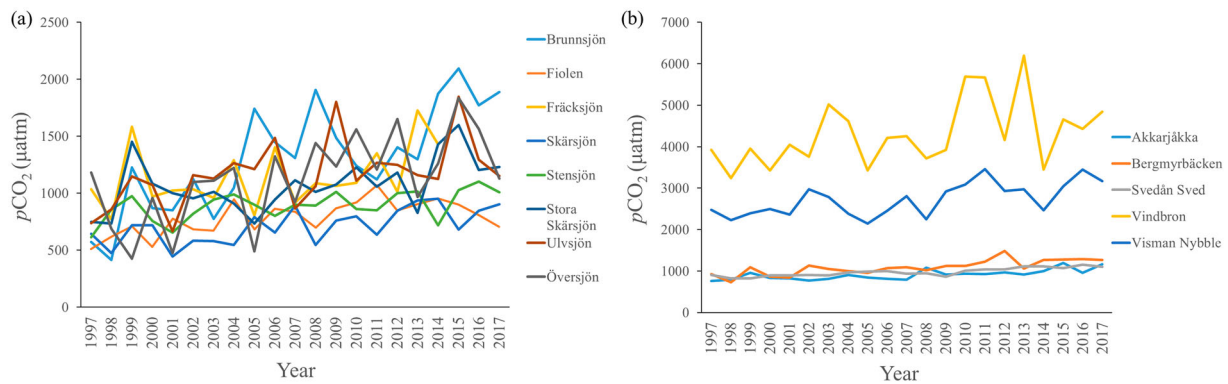 (a)
pCO₂ (µatm)
2500
2000
1500
1000
500
0
1997
1998
1999
2000
2001
2002
2003
2004
2005
2006
2007
2008
2009
2010
2011
2012
2013
2014
2015
2016
2017
Year
Brunnsjön
Fiolen
Fräcksjön
Skärsjön
Stensjön
Stora
Skärsjön
Ulvsjön
Översjön
(b)
pCO₂ (µatm)
7000
6000
5000
4000
3000
2000
1000
0
1997
1998
1999
2000
2001
2002
2003
2004
2005
2006
2007
2008
2009
2010
2011
2012
2013
2014
2015
2016
2017
Year
Akkarjåkka
Bergmyrbäcken
Svedån Sved
Vindbron
Visman Nybble